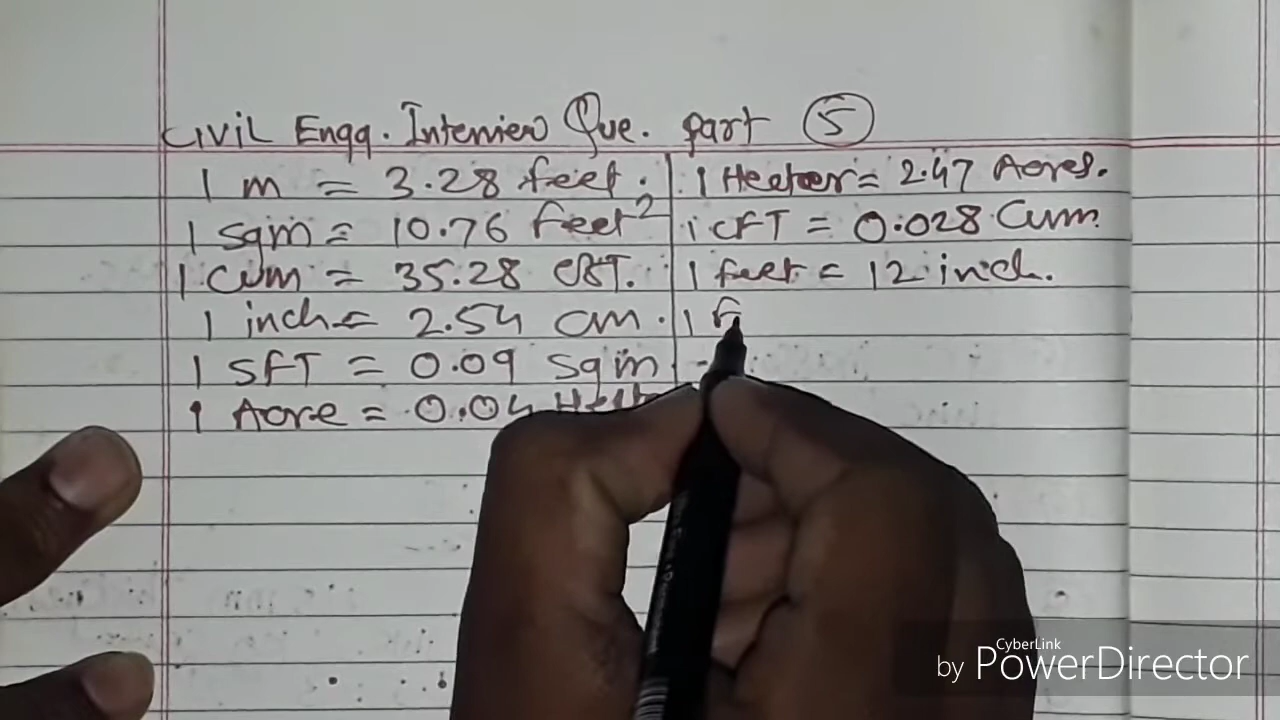 Civil Engg. Interview Que. part 5
1 m = 3.28 feet.
1 sqm = 10.76 feet²
1 Cum = 35.28 CFT.
1 inch = 2.54 cm.
1 SFT = 0.09 sqm
1 Acre = 0.04
1 Hecter = 2.47 Acres.
1 CFT = 0.028 Cum.
1 feet = 12 inch.
1 f
CyberLink
by PowerDirector